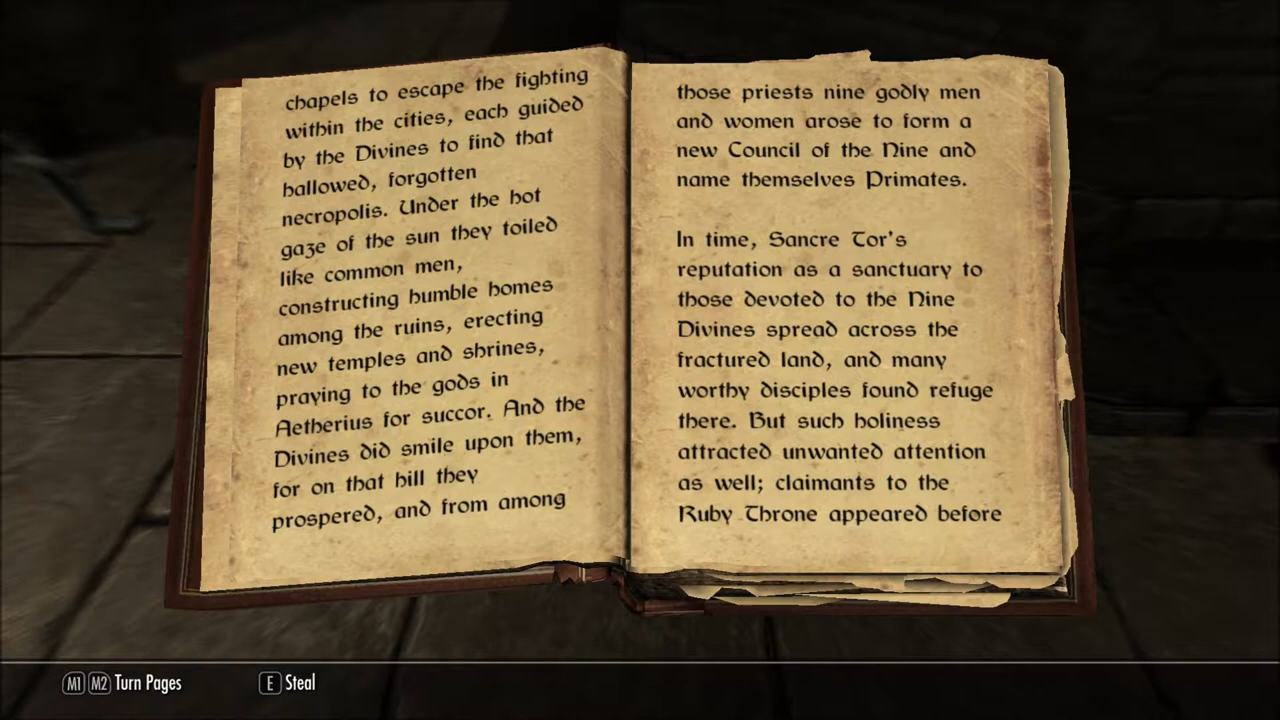 chapels to escape the fighting
within the cities, each guided
by the Divines to find that
hallowed, forgotten
necropolis. Under the hot
gaze of the sun they toiled
like common men,
constructing humble homes
among the ruins, erecting
new temples and shrines,
praying to the gods in
Aetherius for succor. And the
Divines did smile upon them,
for on that hill they
prospered, and from among
those priests nine godly men
and women arose to form a
new Council of the Nine and
name themselves Primates.
In time, Sancre Tor's
reputation as a sanctuary to
those devoted to the Nine
Divines spread across the
fractured land, and many
worthy disciples found refuge
there. But such holiness
attracted unwanted attention
as well; claimants to the
Ruby Throne appeared before
M1 M2 Turn Pages
E Steal